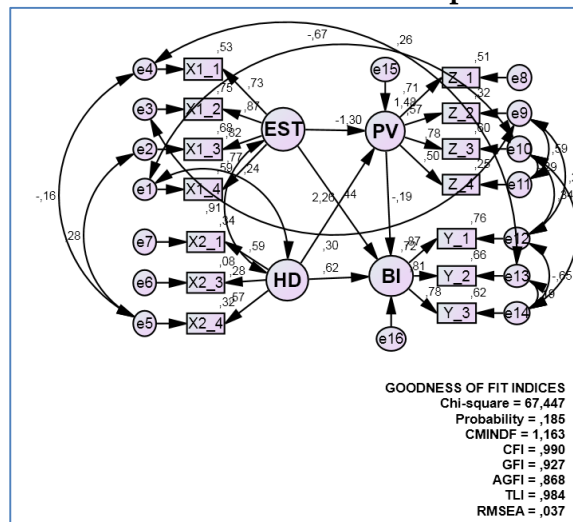 -,67
,26
e4
,53
X1_1
e15
,51
Z_1
e8
,75
,73
,71
1,48
,32
e3
X1_2
,87
,57
Z_2
e9
EST
-1,30
PV
,68
,82
,78
,60
e2
X1_3
Z_3
e10
,59
,77
,24
,50
,25
e1
,59
X1_4
Z_4
e11
-,16
,91
2,26
,44
-,19
,34
,28
,34
,76
e7
X2_1
,59
,30
,72
,87
Y_1
e12
,08
,28
HD
,62
BI
,81
,66
e6
X2_3
Y_2
e13
-,65
,32
,57
,78
,62
e5
X2_4
Y_3
e14
e16
GOODNESS OF FIT INDICES
Chi-square = 67,447
Probability = ,185
CMINDF = 1,163
CFI = ,990
GFI = ,927
AGFI = ,868
TLI = ,984
RMSEA = ,037